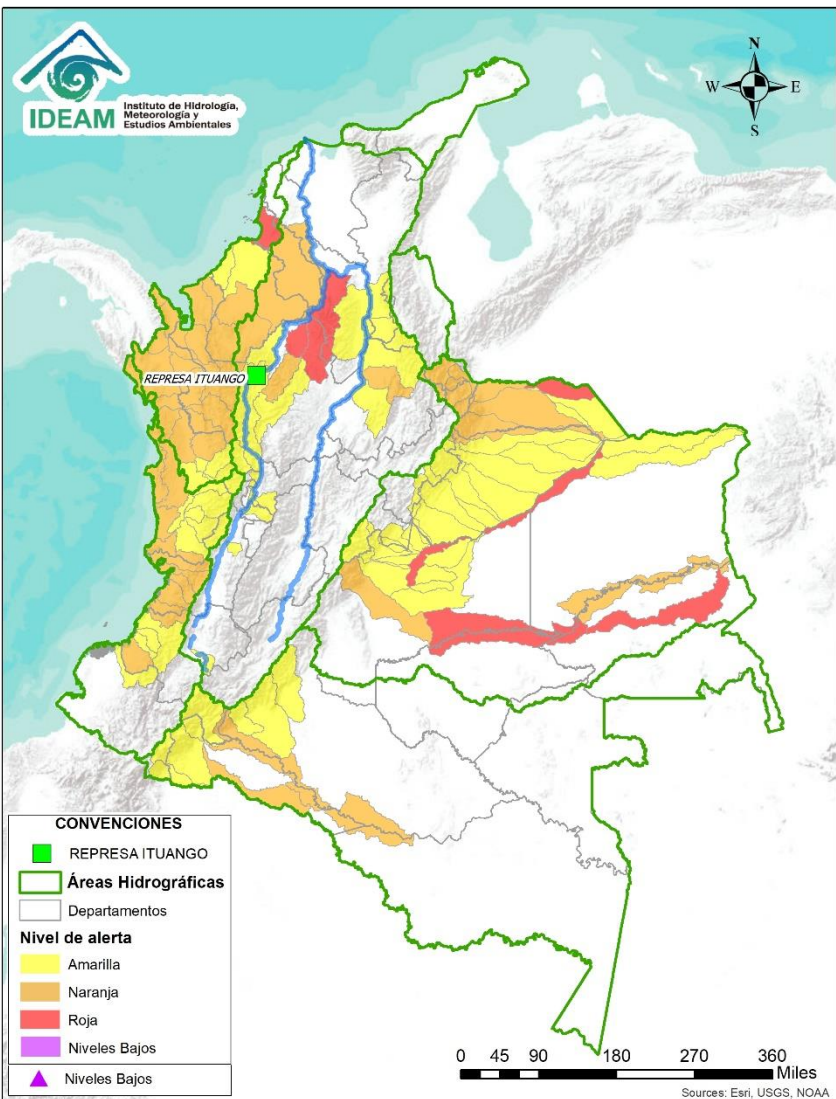 IDEAM
Instituto de Hidrología,
Meteorología y
Estudios Ambientales
N
W
E
S
REPRESA ITUANGO
CONVENCIONES
REPRESA ITUANGO
Áreas Hidrográficas
Departamentos
Nivel de alerta
Amarilla
Naranja
Roja
Niveles Bajos
Niveles Bajos
0 45 90 180 270 360
Miles
Sources: Esri, USGS, NOAA